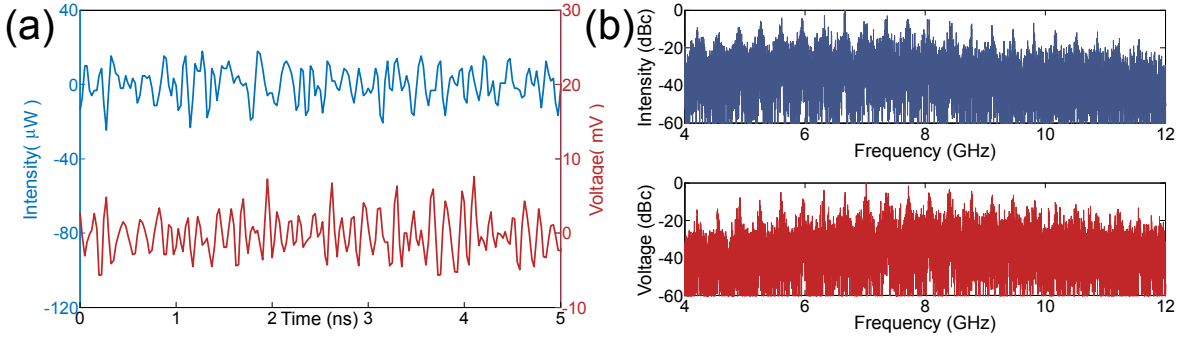 (a)
40
0
-40
-80
-120
Intensity( μW )
30
20
10
0
-10
Voltage( mV )
0 1 2 3 4 5
Time (ns)
(b)
0
-20
-40
-60
Intensity (dBc)
4 6 8 10 12
Frequency (GHz)
0
-20
-40
-60
Voltage (dBc)
4 6 8 10 12
Frequency (GHz)